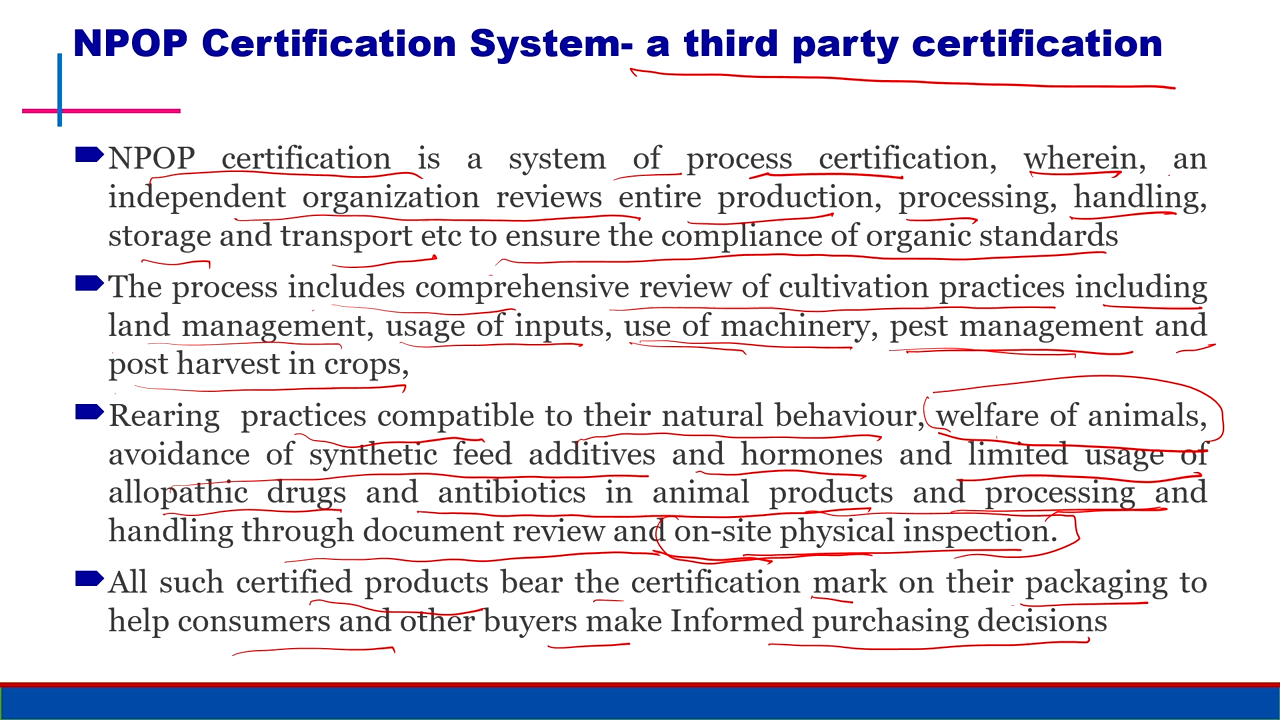 NPOP Certification System- a third party certification
NPOP certification is a system of process certification, wherein, an
independent organization reviews entire production, processing, handling,
storage and transport etc to ensure the compliance of organic standards
The process includes comprehensive review of cultivation practices including
land management, usage of inputs, use of machinery, pest management and
post harvest in crops,
Rearing practices compatible to their natural behaviour, welfare of animals,
avoidance of synthetic feed additives and hormones and limited usage of
allopathic drugs and antibiotics in animal products and processing and
handling through document review and on-site physical inspection.
All such certified products bear the certification mark on their packaging to
help consumers and other buyers make Informed purchasing decisions